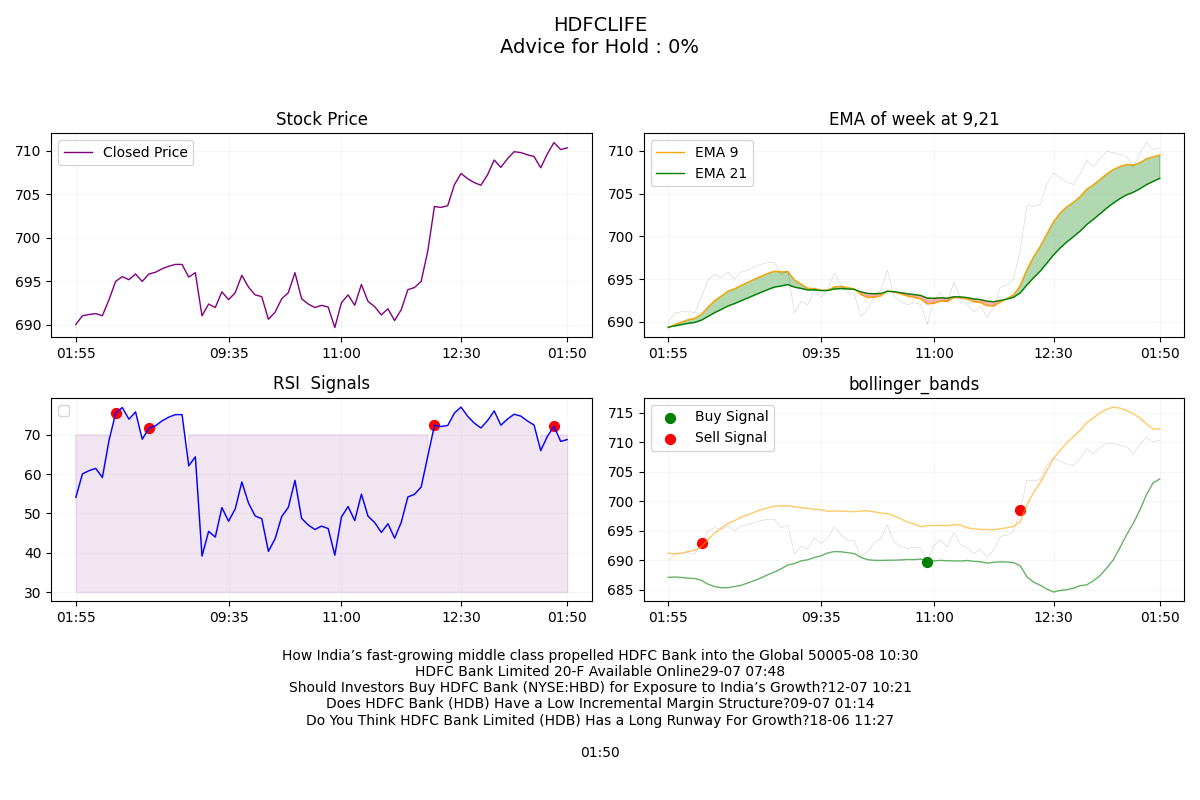 HDFCLIFE
Advice for Hold : 0%
Stock Price
Closed Price
710
705
700
695
690
01:55
09:35
11:00
12:30
01:50
EMA of week at 9,21
EMA 9
EMA 21
710
705
700
695
690
01:55
09:35
11:00
12:30
01:50
RSI  Signals
70
60
50
40
30
01:55
09:35
11:00
12:30
01:50
bollinger_bands
Buy Signal
Sell Signal
715
710
705
700
695
690
685
01:55
09:35
11:00
12:30
01:50
How India’s fast-growing middle class propelled HDFC Bank into the Global 50005-08 10:30
HDFC Bank Limited 20-F Available Online29-07 07:48
Should Investors Buy HDFC Bank (NYSE:HBD) for Exposure to India’s Growth?12-07 10:21
Does HDFC Bank (HDB) Have a Low Incremental Margin Structure?09-07 01:14
Do You Think HDFC Bank Limited (HDB) Has a Long Runway For Growth?18-06 11:27
01:50